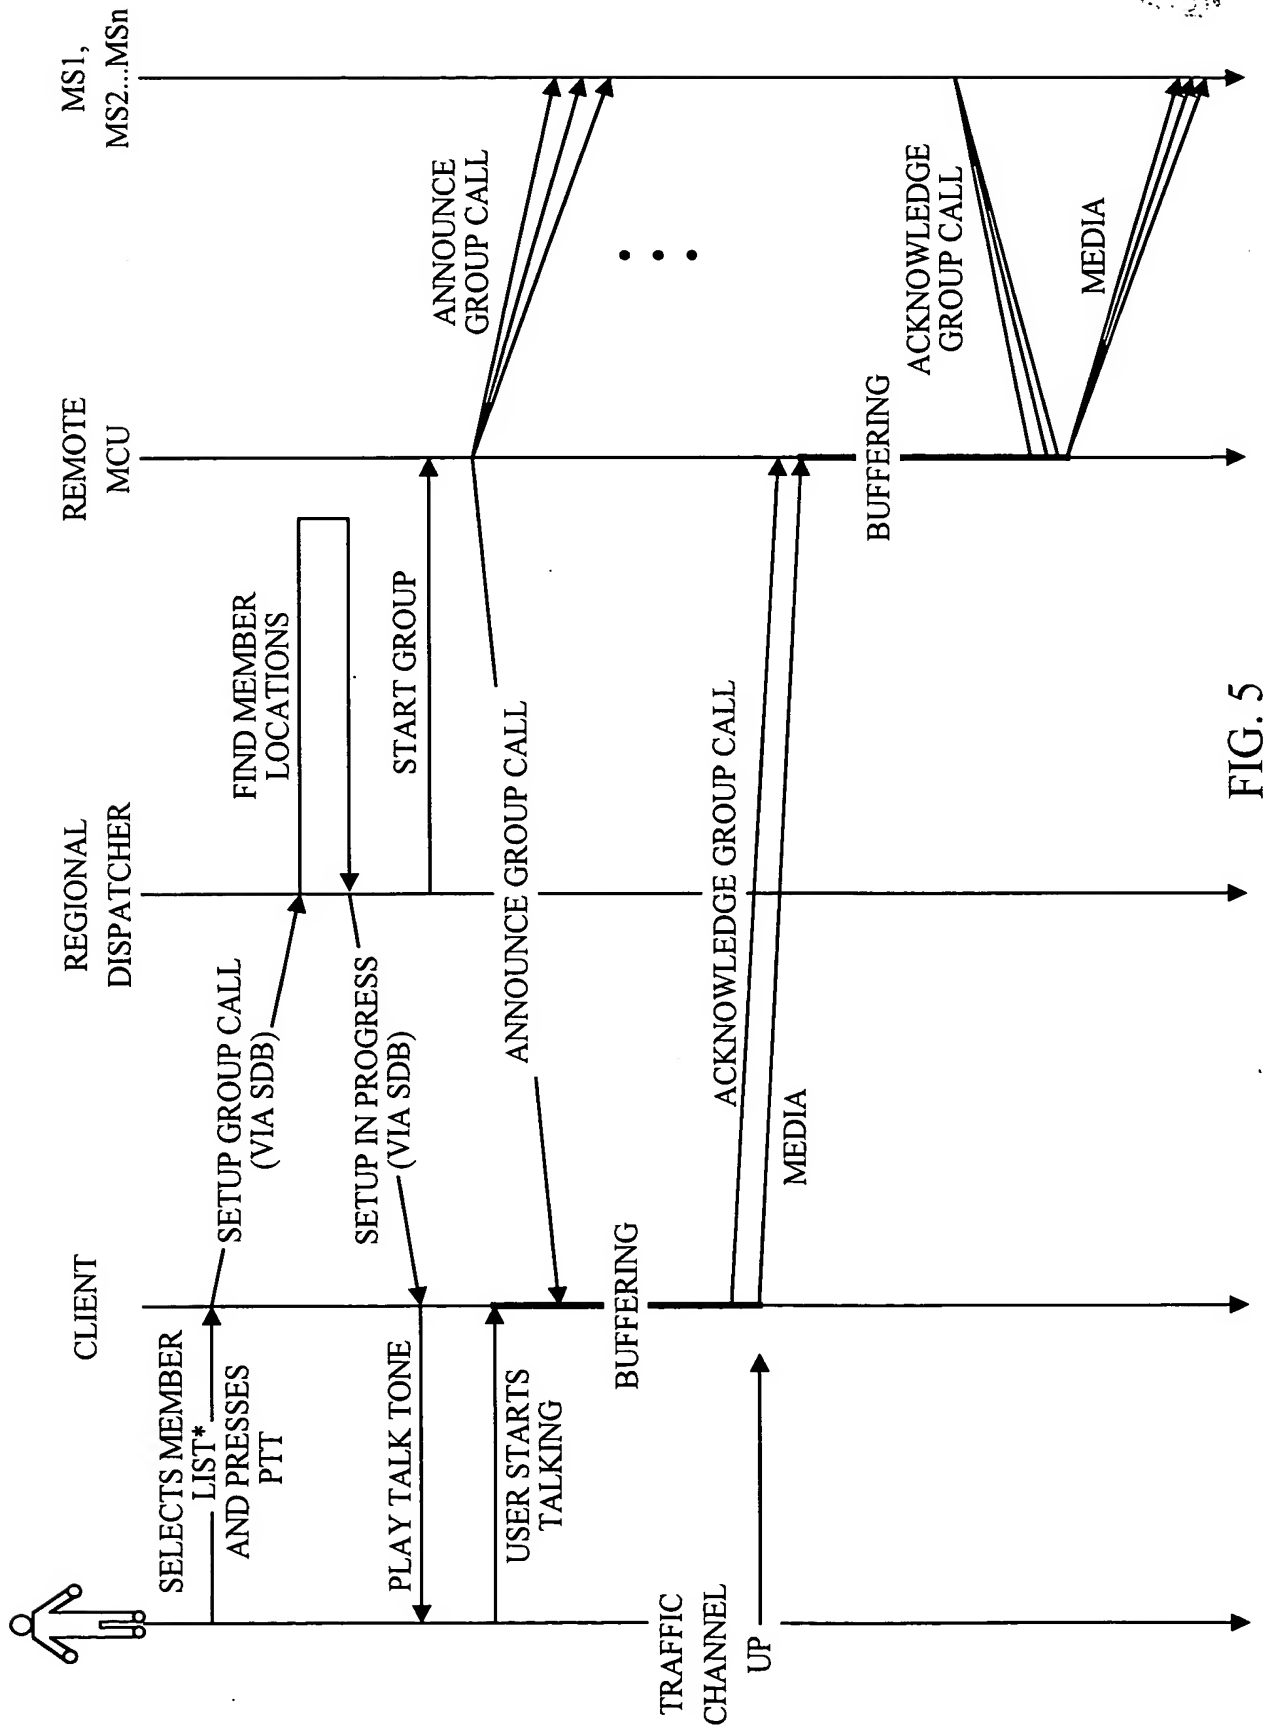 CLIENT
REGIONAL
DISPATCHER
REMOTE
MCU
MS1,
MS2...MSn
SELECTS MEMBER
LIST*
AND PRESSES
PTT
SETUP GROUP CALL
(VIA SDB)
FIND MEMBER
LOCATIONS
SETUP IN PROGRESS
(VIA SDB)
PLAY TALK TONE
START GROUP
ANNOUNCE
GROUP CALL
USER STARTS
TALKING
ANNOUNCE GROUP CALL
BUFFERING
TRAFFIC
CHANNEL
UP
ACKNOWLEDGE GROUP CALL
MEDIA
BUFFERING
ACKNOWLEDGE
GROUP CALL
MEDIA
FIG. 5